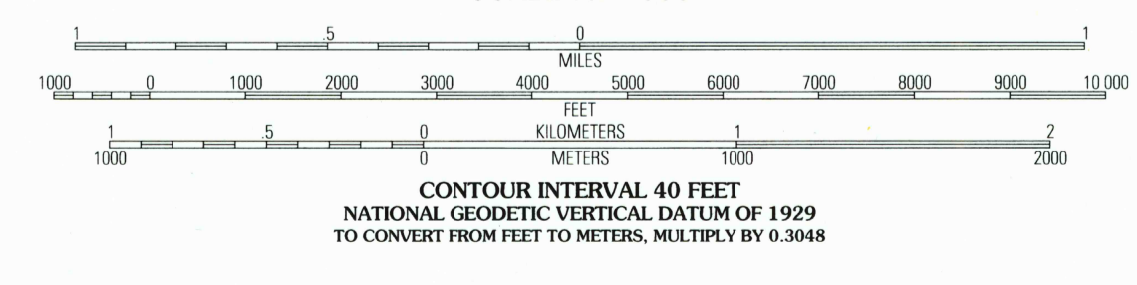 1 .5 0 1
MILES
1000 0 1000 2000 3000 4000 5000 6000 7000 8000 9000 10 000
FEET
1 .5 0 KILOMETERS 1 2
1000 0 METERS 1000 2000
CONTOUR INTERVAL 40 FEET
NATIONAL GEODETIC VERTICAL DATUM OF 1929
TO CONVERT FROM FEET TO METERS, MULTIPLY BY 0.3048